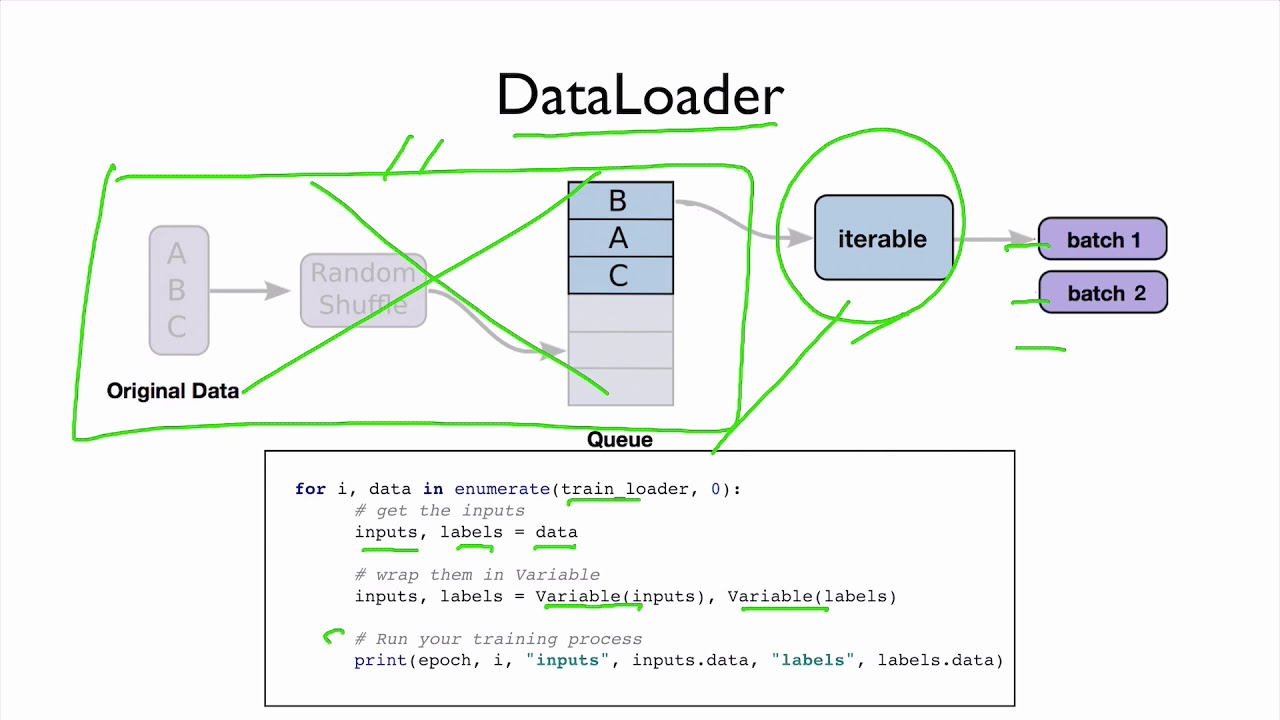 DataLoader
A
B
C
Random
Shuffle
Original Data
B
A
C
Queue
iterable
batch 1
batch 2
for i, data in enumerate(train_loader, 0):
# get the inputs
inputs, labels = data
# wrap them in Variable
inputs, labels = Variable(inputs), Variable(labels)
# Run your training process
print(epoch, i, "inputs", inputs.data, "labels", labels.data)